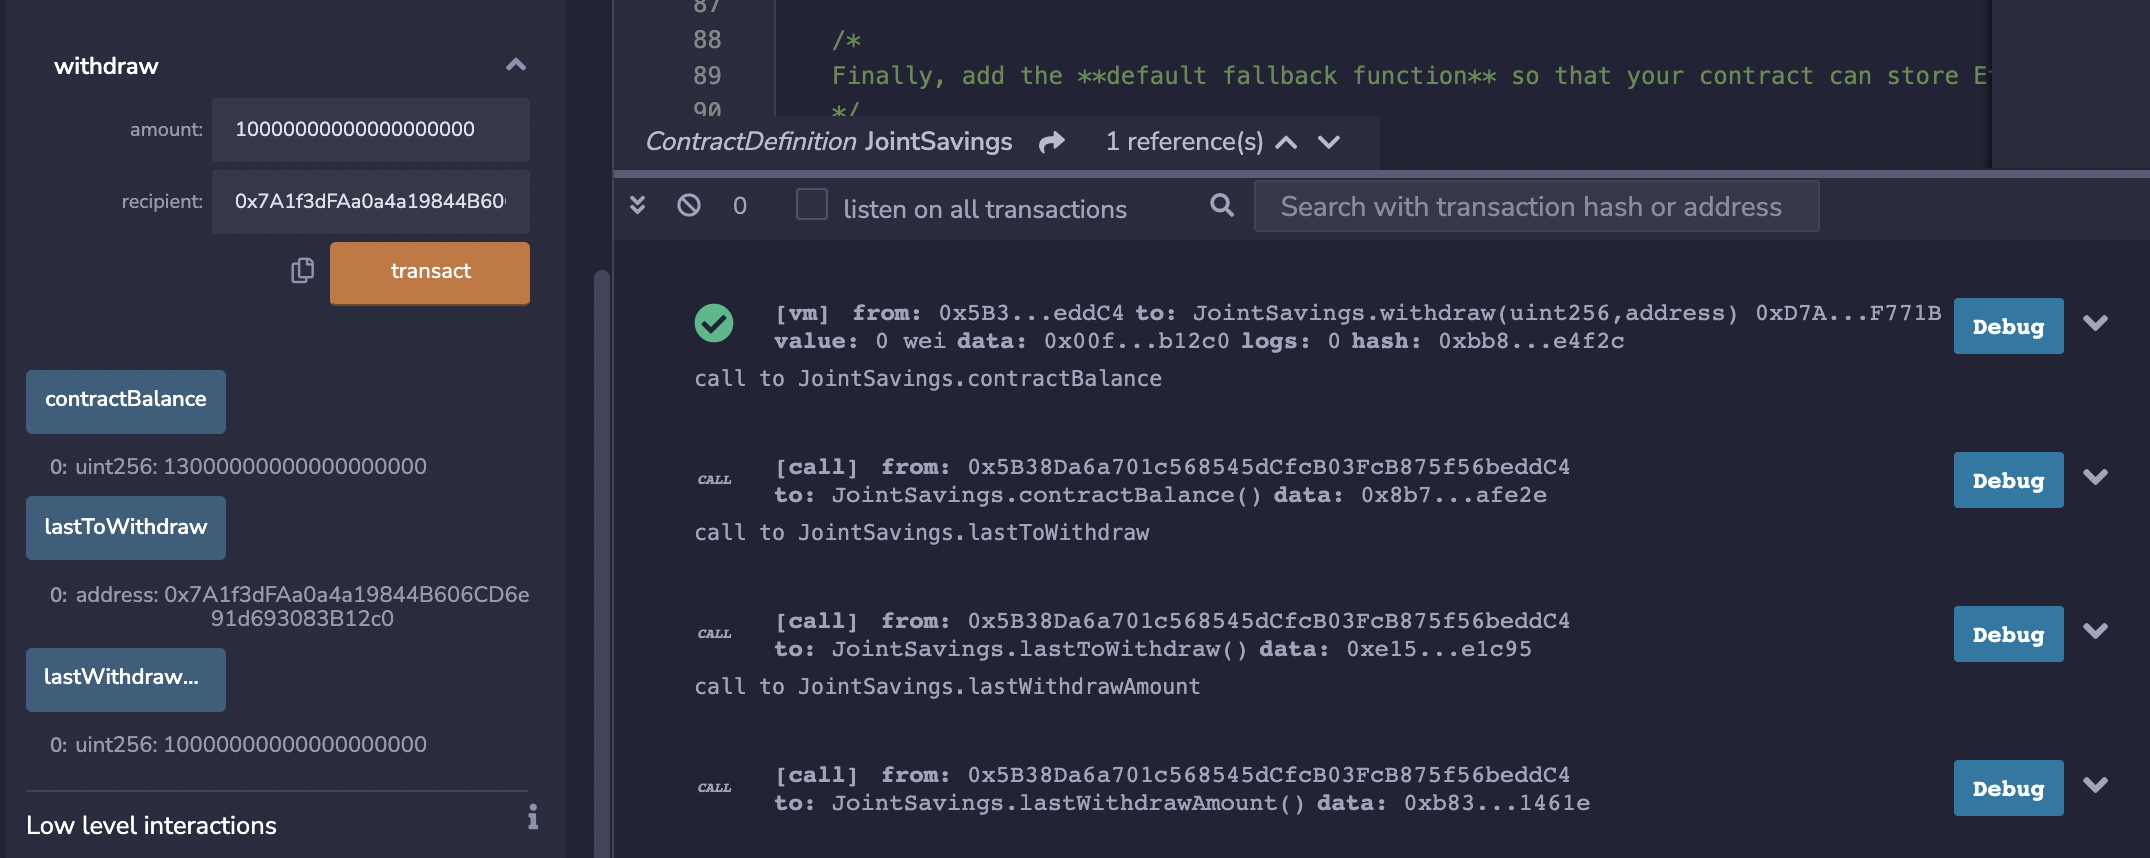 withdraw
amount: 10000000000000000000
recipient: 0x7A1f3dFAa0a4a19844B60
transact
contractBalance
0: uint256: 13000000000000000000
lastToWithdraw
0: address: 0x7A1f3dFAa0a4a19844B606CD6e
91d693083B12c0
lastWithdraw...
0: uint256: 10000000000000000000
Low level interactions
87
88 /*
89 Finally, add the **default fallback function** so that your contract can store
90 */
ContractDefinition JointSavings 1 reference(s)
0 listen on all transactions Search with transaction hash or address
[vm] from: 0x5B3...eddC4 to: JointSavings.withdraw(uint256,address) 0xD7A...F771B Debug
value: 0 wei data: 0x00f...b12c0 logs: 0 hash: 0xbb8...e4f2c
call to JointSavings.contractBalance
CALL [call] from: 0x5B38Da6a701c568545dCfcB03FcB875f56beddC4 Debug
to: JointSavings.contractBalance() data: 0x8b7...afe2e
call to JointSavings.lastToWithdraw
CALL [call] from: 0x5B38Da6a701c568545dCfcB03FcB875f56beddC4 Debug
to: JointSavings.lastToWithdraw() data: 0xe15...e1c95
call to JointSavings.lastWithdrawAmount
CALL [call] from: 0x5B38Da6a701c568545dCfcB03FcB875f56beddC4 Debug
to: JointSavings.lastWithdrawAmount() data: 0xb83...1461e